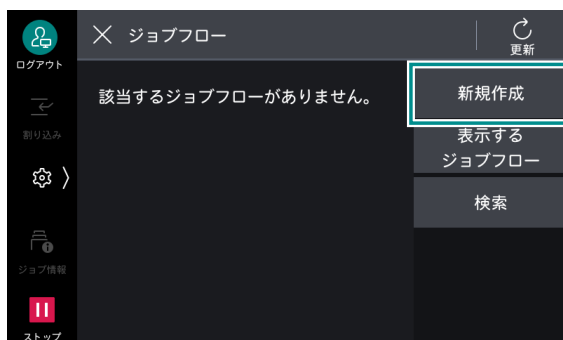 ジョブフロー
更新
ログアウト
該当するジョブフローがありません。
新規作成
割り込み
表示する
ジョブフロー
検索
ジョブ情報
ストップ